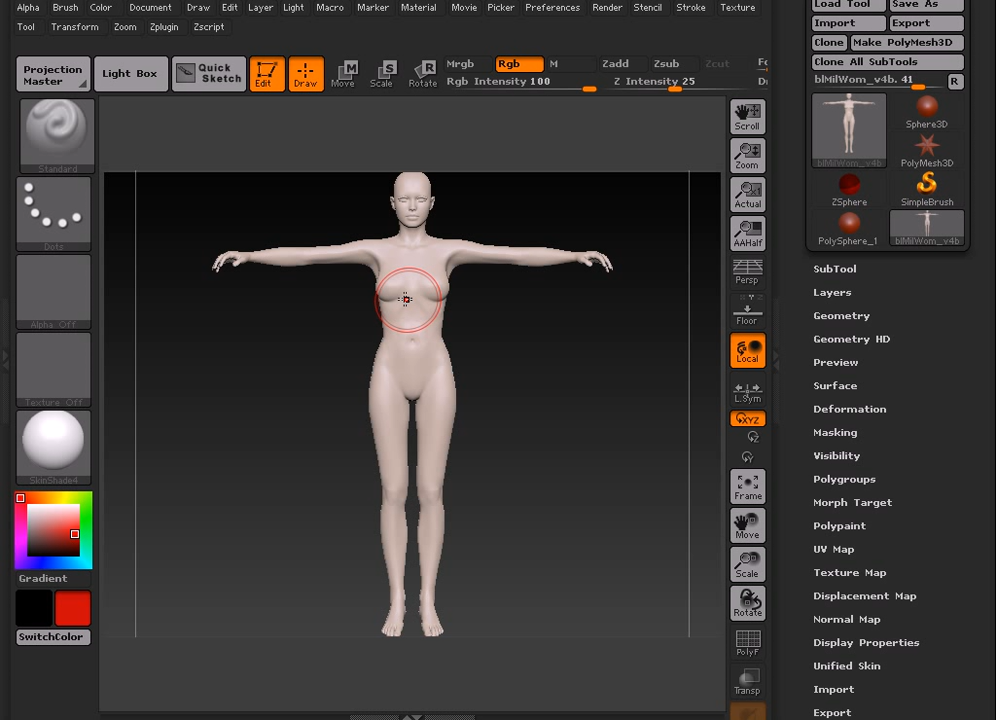 Alpha Brush Color Document Draw Edit Layer Light Macro Marker Material Movie Picker Preferences Render Stencil Stroke Texture
Tool Transform Zoom Zplugin Zscript
Projection Master
Light Box
Quick Sketch
Edit
Draw
Move
Scale
Rotate
Mrgb Rgb M Zadd Zsub Zcut
Rgb Intensity 100 Z Intensity 25
Standard
Dots
Alpha Off
Texture Off
SkinShade4
Gradient
SwitchColor
Scroll
Zoom
Actual
AAHalf
Persp
Floor
Local
L.Sym
XYZ
Frame
Move
Scale
Rotate
PolyF
Transp
Load Tool Save As
Import Export
Clone Make PolyMesh3D
Clone All SubTools
blMilWom_v4b. 41 R
Sphere3D
blMilWom_v4b PolyMesh3D
ZSphere SimpleBrush
PolySphere_1 blMilWom_v4b
SubTool
Layers
Geometry
Geometry HD
Preview
Surface
Deformation
Masking
Visibility
Polygroups
Morph Target
Polypaint
UV Map
Texture Map
Displacement Map
Normal Map
Display Properties
Unified Skin
Import
Export